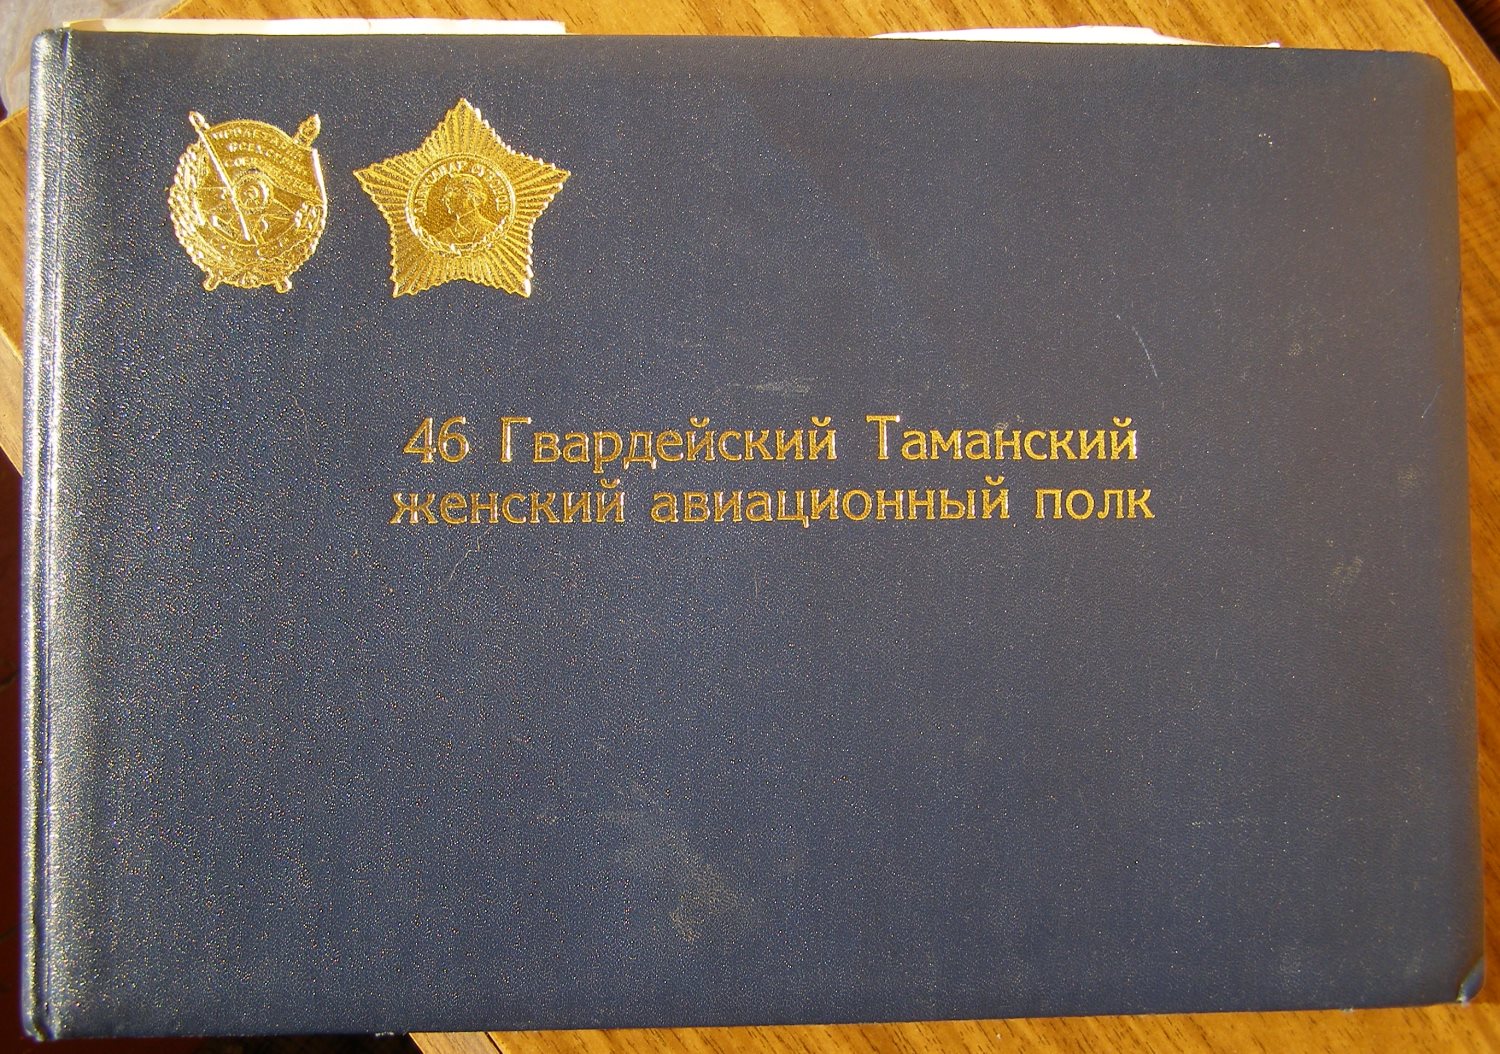 46 Гвардейский Таманский
женский авиационный полк